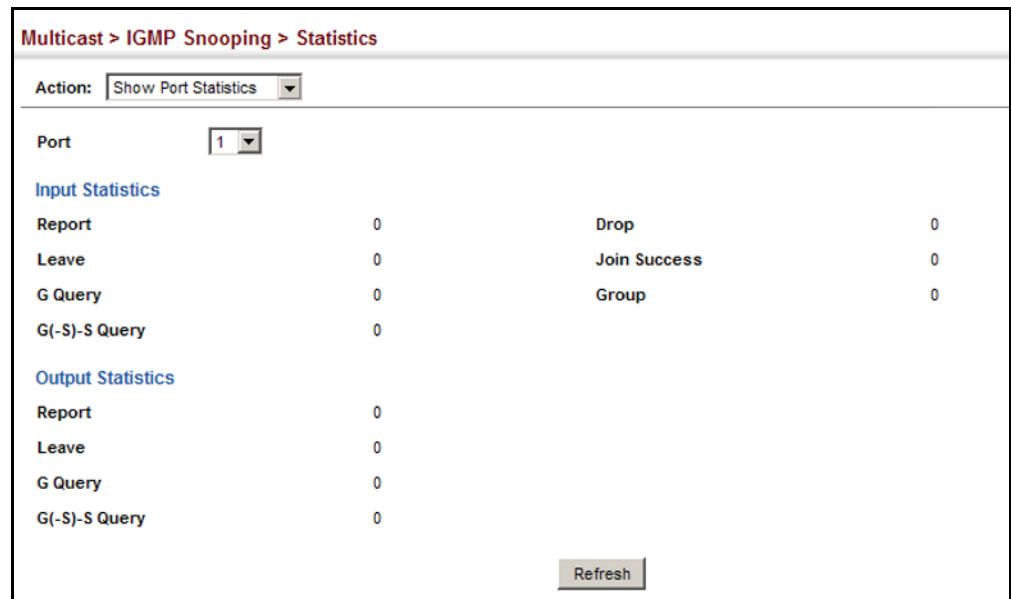 Multicast > IGMP Snooping > Statistics
Action: Show Port Statistics
Port 1
Input Statistics
Report 0 Drop 0
Leave 0 Join Success 0
G Query 0 Group 0
G(-S)-S Query 0
Output Statistics
Report 0
Leave 0
G Query 0
G(-S)-S Query 0
Refresh